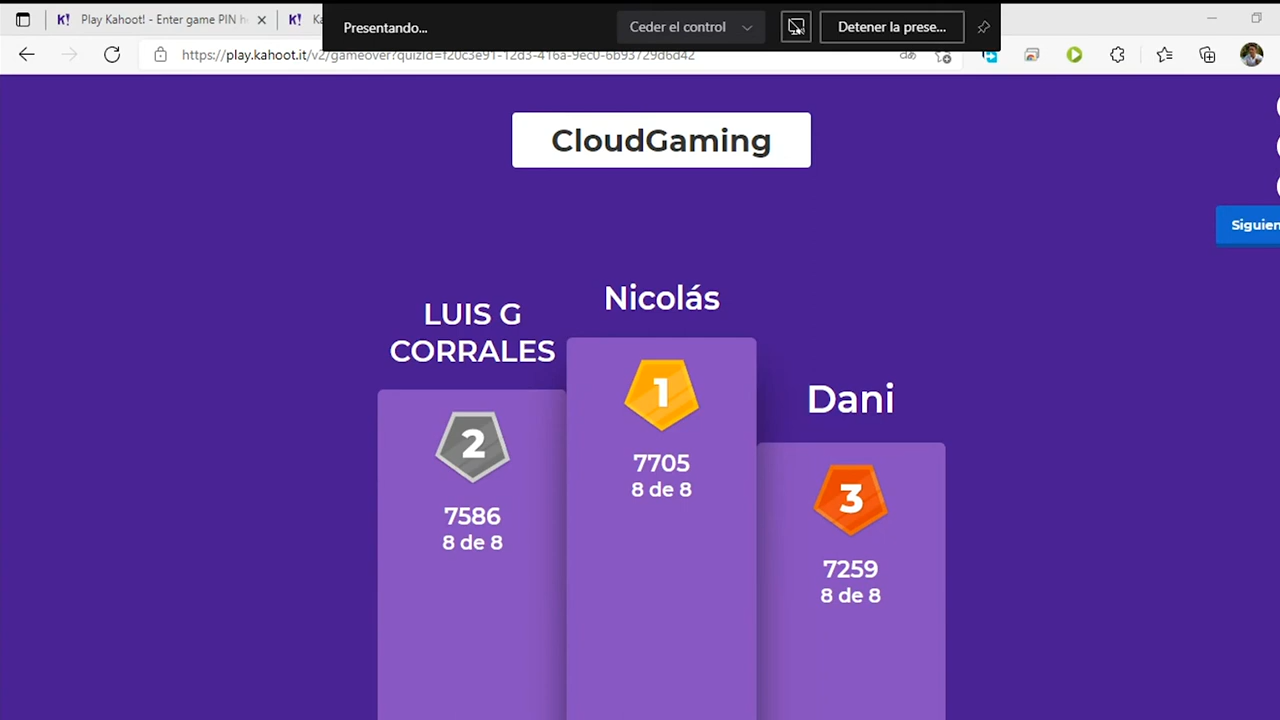 Play Kahoot! - Enter game PIN h
Presentando...
Ceder el control
Detener la prese...
https://play.kahoot.it/v2/gameover?quizId=f20c3e91-12d3-416a-9ec0-6b93729d6d42
CloudGaming
Siguien
Nicolás
LUIS G
CORRALES
Dani
1
7705
8 de 8
2
7586
8 de 8
3
7259
8 de 8